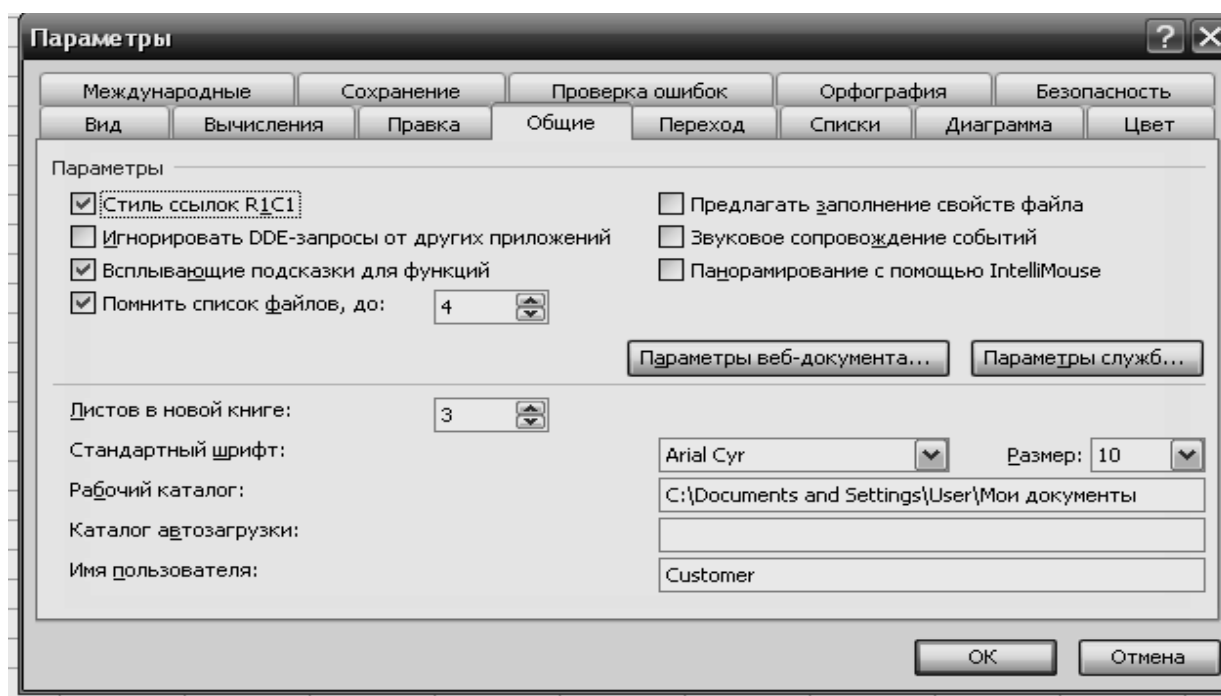 Параметры
Международные Сохранение Проверка ошибок Орфография Безопасность
Вид Вычисления Правка Общие Переход Списки Диаграмма Цвет
Параметры
Стиль ссылок R1C1 Предлагать заполнение свойств файла
Игнорировать DDE-запросы от других приложений Звуковое сопровождение событий
Всплывающие подсказки для функций Панорамирование с помощью IntelliMouse
Помнить список файлов, до: 4
Параметры веб-документа... Параметры служб...
Листов в новой книге: 3
Стандартный шрифт: Arial Cyr Размер: 10
Рабочий каталог: C:\Documents and Settings\User\Мои документы
Каталог автозагрузки:
Имя пользователя: Customer
ОК Отмена